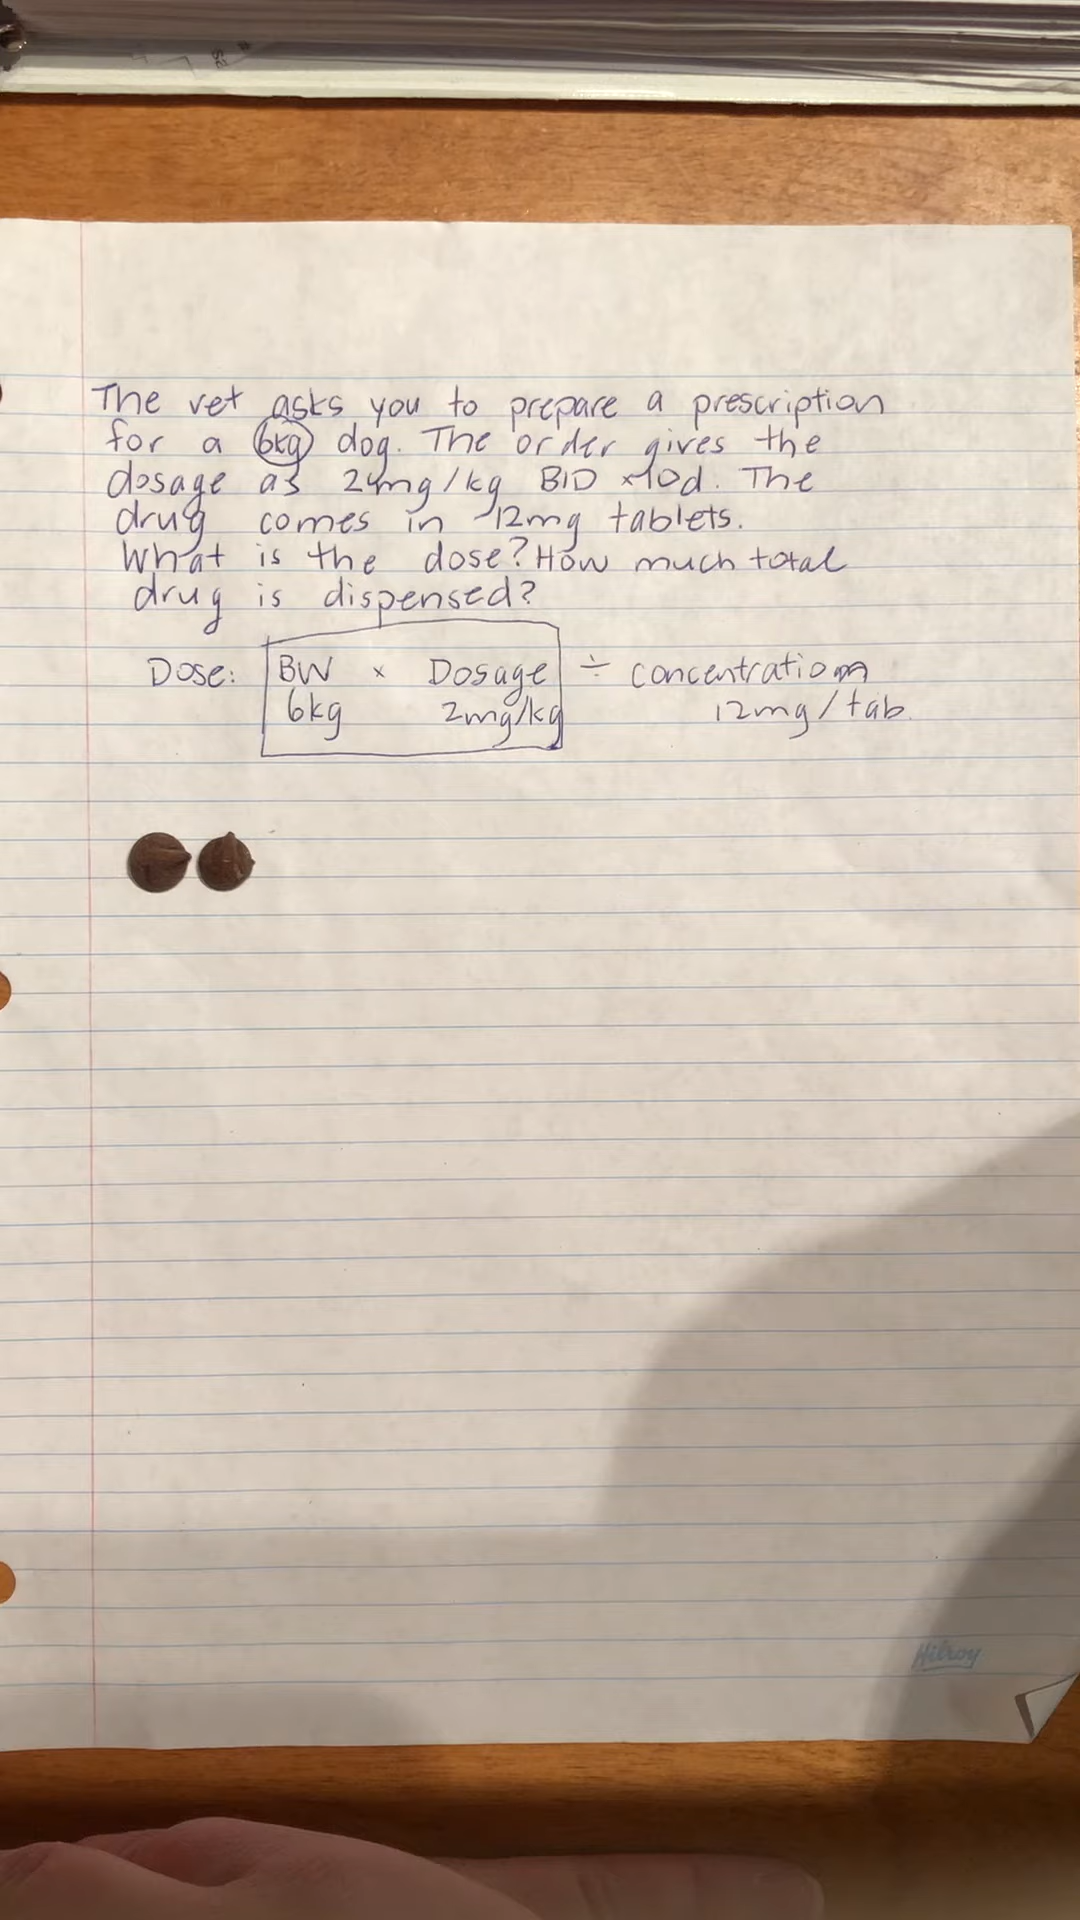 The vet asks you to prepare a prescription
for a 6kg dog. The order gives the
dosage as 24mg/kg BID x10d. The
drug comes in 12mg tablets.
What is the dose? How much total
drug is dispensed?
Dose: BW x Dosage ÷ concentration
6kg 2mg/kg 12mg/tab.
Hilroy